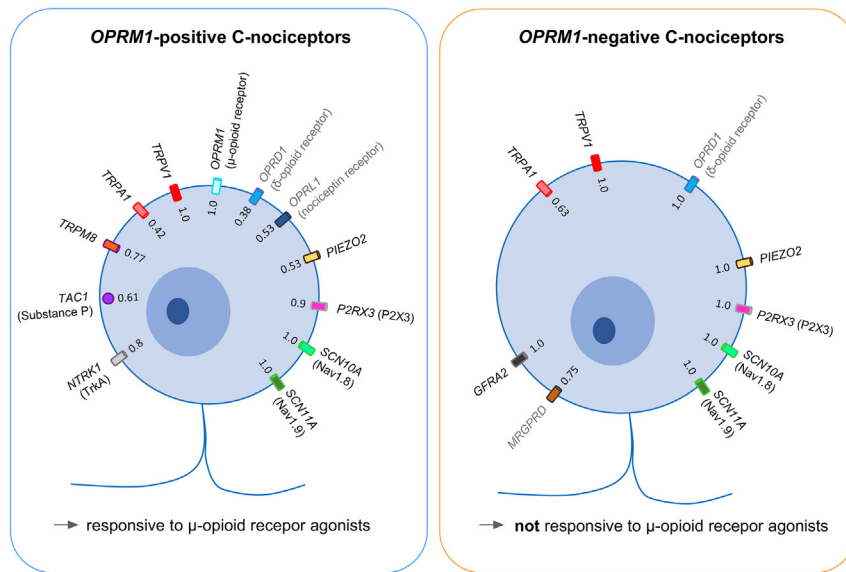 OPRM1-positive C-nociceptors
TRPM8
0.77
TRPA1
0.42
TRPV1
1.0
OPRM1
(μ-opioid receptor)
1.0
OPRD1
(δ-opioid receptor)
0.38
OPRL1
(nociceptin receptor)
0.53
PIEZO2
0.53
P2RX3 (P2X3)
0.9
SCN10A
(Nav1.8)
1.0
SCN11A
(Nav1.9)
1.0
TAC1
(Substance P)
0.61
NTRK1
(TrkA)
0.8
→ responsive to μ-opioid recepor agonists
OPRM1-negative C-nociceptors
TRPA1
0.63
TRPV1
1.0
OPRD1
(δ-opioid receptor)
1.0
PIEZO2
1.0
P2RX3 (P2X3)
1.0
SCN10A
(Nav1.8)
1.0
SCN11A
(Nav1.9)
1.0
GFRA2
1.0
MRGPRD
0.75
→ not responsive to μ-opioid recepor agonists